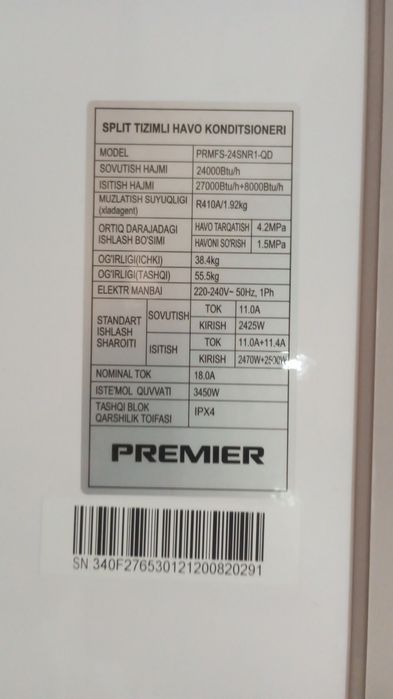 SPLIT TIZIMLI HAVO KONDITSIONERI
MODEL PRMFS-24SNR1-QD
SOVUTISH HAJMI 24000Btu/h
ISITISH HAJMI 27000Btu/h+8000Btu/h
MUZLATISH SUYUQLIGI (xladagent) R410A/1.92kg
ORTIQ DARAJADAGI ISHLASH BO'SIMI HAVO TARQATISH 4.2MPa
HAVONI SO'RISH 1.5MPa
OG'IRLIGI(ICHKI) 38.4kg
OG'IRLIGI(TASHQI) 55.5kg
ELEKTR MANBAI 220-240V~ 50Hz, 1Ph
STANDART ISHLASH SHAROITI SOVUTISH TOK 11.0A
KIRISH 2425W
ISITISH TOK 11.0A+11.4A
KIRISH 2470W+2500W
NOMINAL TOK 18.0A
ISTE'MOL QUVVATI 3450W
TASHQI BLOK QARSHILIK TOIFASI IPX4
PREMIER
SN 340F276530121200820291